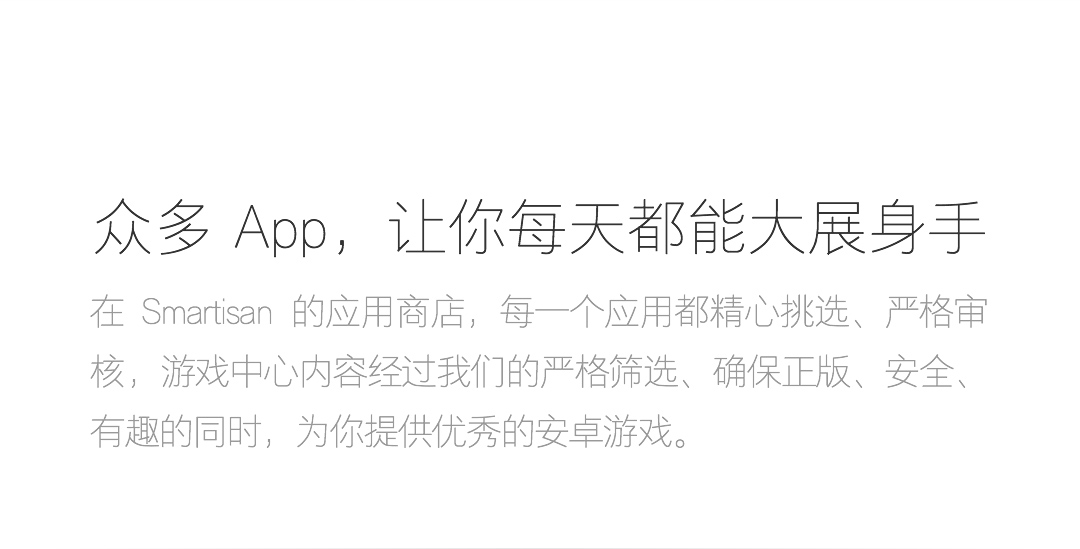 众多 App，让你每天都能大展身手
在 Smartisan 的应用商店，每一个应用都精心挑选、严格审
核，游戏中心内容经过我们的严格筛选、确保正版、安全、
有趣的同时，为你提供优秀的安卓游戏。